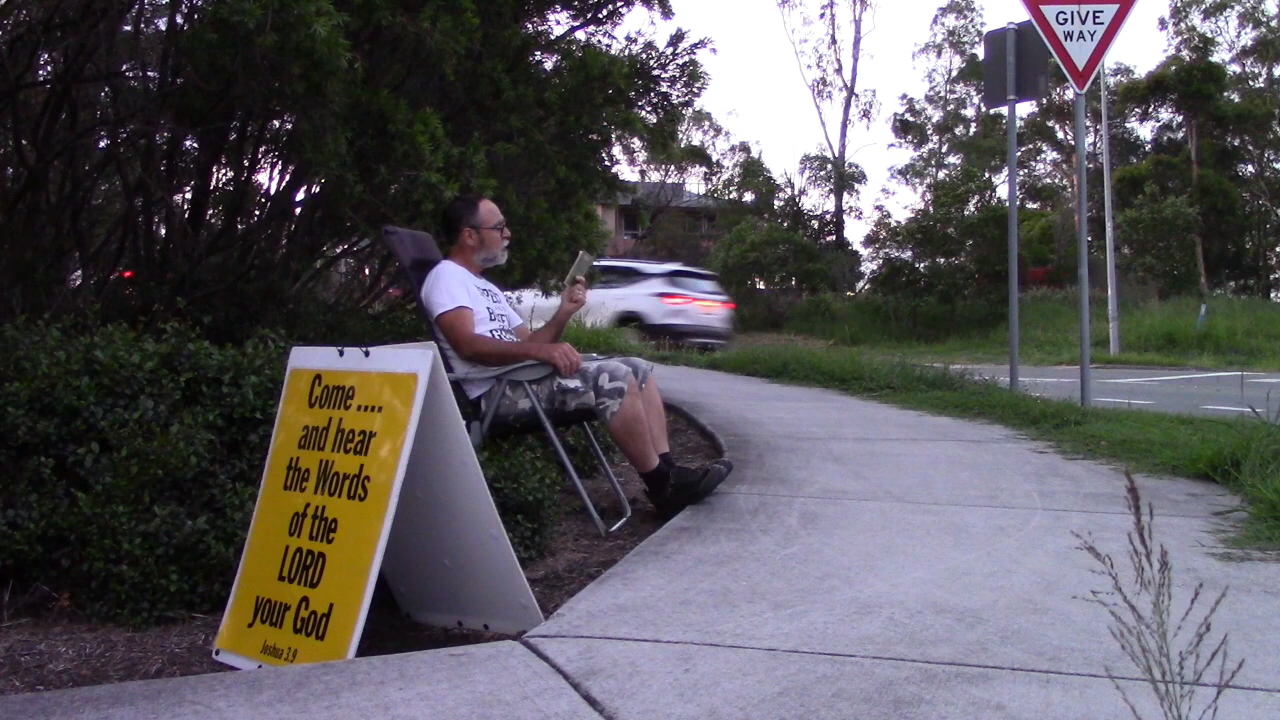 Come....
and hear
the Words
of the
LORD
your God
Joshua 3.9
GIVE
WAY